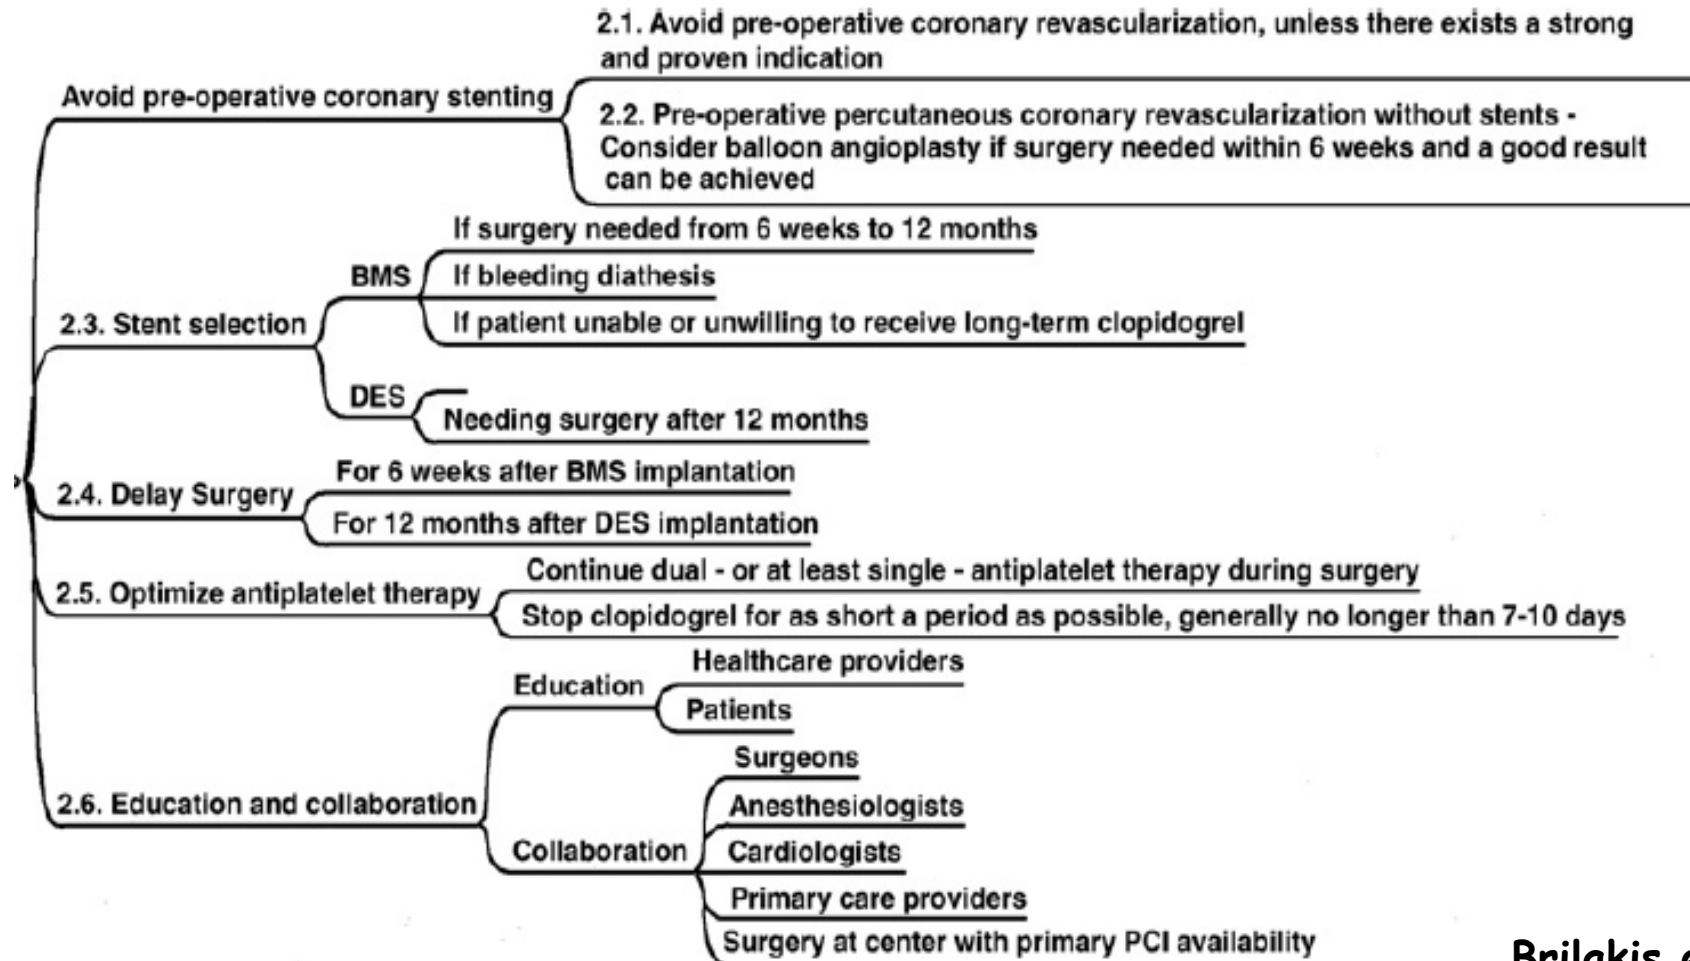 2.1. Avoid pre-operative coronary revascularization, unless there exists a strong
and proven indication
Avoid pre-operative coronary stenting
2.2. Pre-operative percutaneous coronary revascularization without stents -
Consider balloon angioplasty if surgery needed within 6 weeks and a good result
can be achieved
If surgery needed from 6 weeks to 12 months
BMS
If bleeding diathesis
2.3. Stent selection
If patient unable or unwilling to receive long-term clopidogrel
DES
Needing surgery after 12 months
For 6 weeks after BMS implantation
2.4. Delay Surgery
For 12 months after DES implantation
Continue dual - or at least single - antiplatelet therapy during surgery
2.5. Optimize antiplatelet therapy
Stop clopidogrel for as short a period as possible, generally no longer than 7-10 days
Healthcare providers
Education
Patients
Surgeons
2.6. Education and collaboration
Anesthesiologists
Collaboration
Cardiologists
Primary care providers
Surgery at center with primary PCI availability
Brilakis